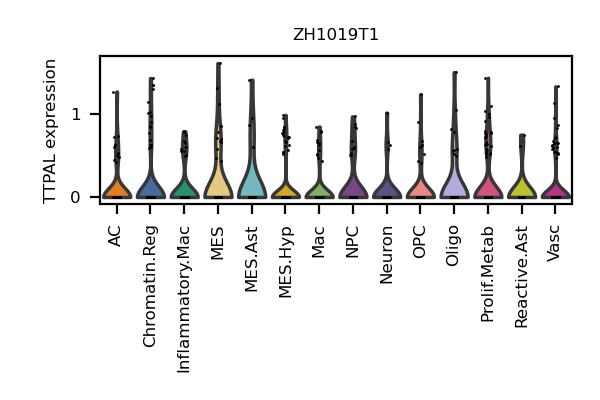 ZH1019T1
TTPAL expression
1
0
AC
Chromatin.Reg
Inflammatory.Mac
MES
MES.Ast
MES.Hyp
Mac
NPC
Neuron
OPC
Oligo
Prolif.Metab
Reactive.Ast
Vasc